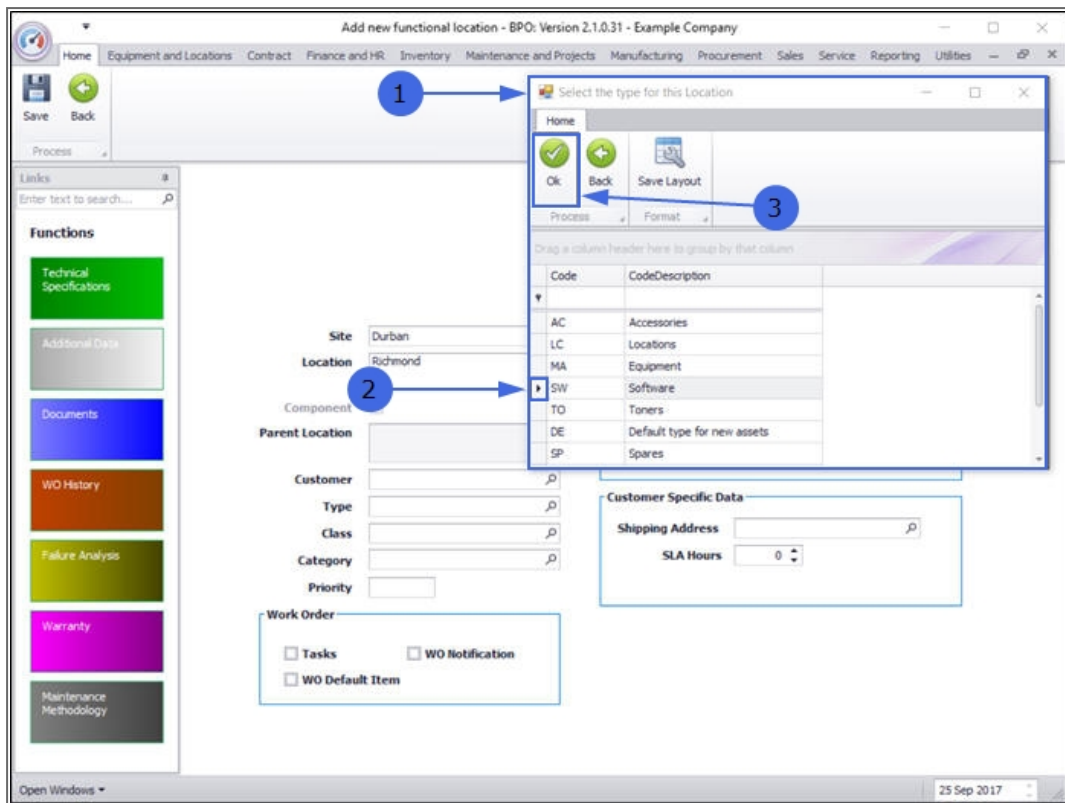 Add new functional location - BPO: Version 2.1.0.31 - Example Company
Home Equipment and Locations Contract Finance and HR Inventory Maintenance and Projects Manufacturing Procurement Sales Service Reporting Utilities
Save Back
Process
1
Select the type for this Location
Home
Ok Back Save Layout
3
Process Format
Drag a column header here to group by that column
Code CodeDescription
AC Accessories
LC Locations
MA Equipment
2
SW Software
TO Toners
DE Default type for new assets
SP Spares
Links
Enter text to search...
Functions
Technical
Specifications
Additional Data
Documents
WO History
Failure Analysis
Warranty
Maintenance
Methodology
Site Durban
Location Richmond
Component
Parent Location
Customer
Type
Class
Category
Priority
Customer Specific Data
Shipping Address
SLA Hours 0
Work Order
Tasks WO Notification
WO Default Item
Open Windows 25 Sep 2017